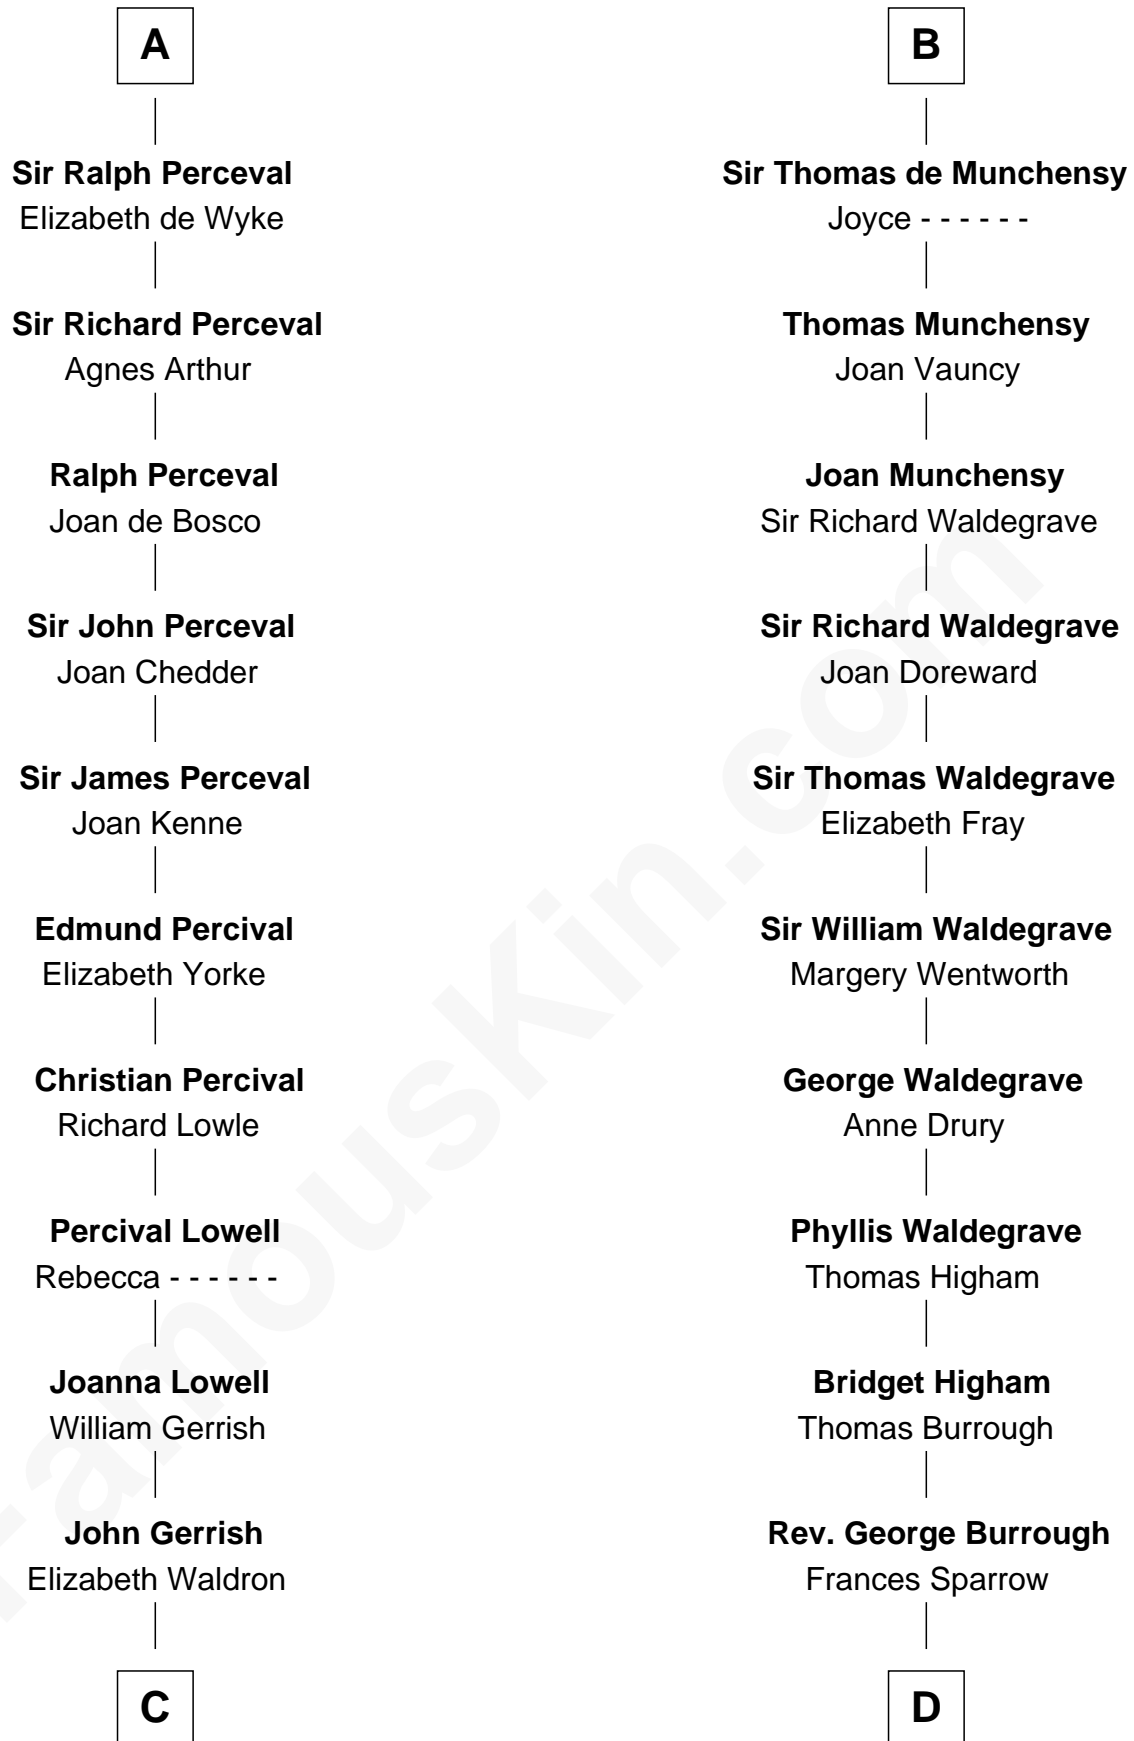 A
Sir Ralph Perceval
Elizabeth de Wyke
Sir Richard Perceval
Agnes Arthur
Ralph Perceval
Joan de Bosco
Sir John Perceval
Joan Chedder
Sir James Perceval
Joan Kenne
Edmund Percival
Elizabeth Yorke
Christian Percival
Richard Lowle
Percival Lowell
Rebecca - - - - - -
Joanna Lowell
William Gerrish
John Gerrish
Elizabeth Waldron
C
B
Sir Thomas de Munchensy
Joyce - - - - - -
Thomas Munchensy
Joan Vauncy
Joan Munchensy
Sir Richard Waldegrave
Sir Richard Waldegrave
Joan Doreward
Sir Thomas Waldegrave
Elizabeth Fray
Sir William Waldegrave
Margery Wentworth
George Waldegrave
Anne Drury
Phyllis Waldegrave
Thomas Higham
Bridget Higham
Thomas Burrough
Rev. George Burrough
Frances Sparrow
D
FamousKin.com